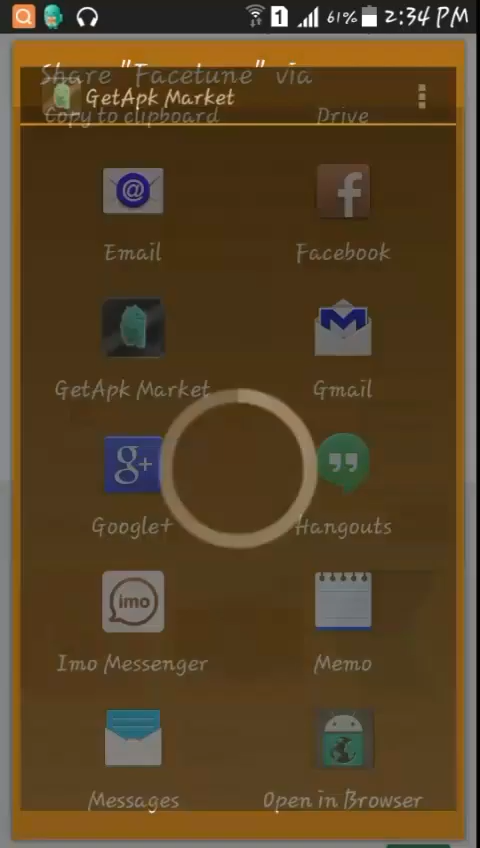 1 61% 2:34 PM
Share "Facetune" via
GetApk Market
Copy to clipboard Drive
@ f
Email Facebook
GetApk Market Gmail
g+
Google+ Hangouts
imo
Imo Messenger Memo
Messages Open in Browser